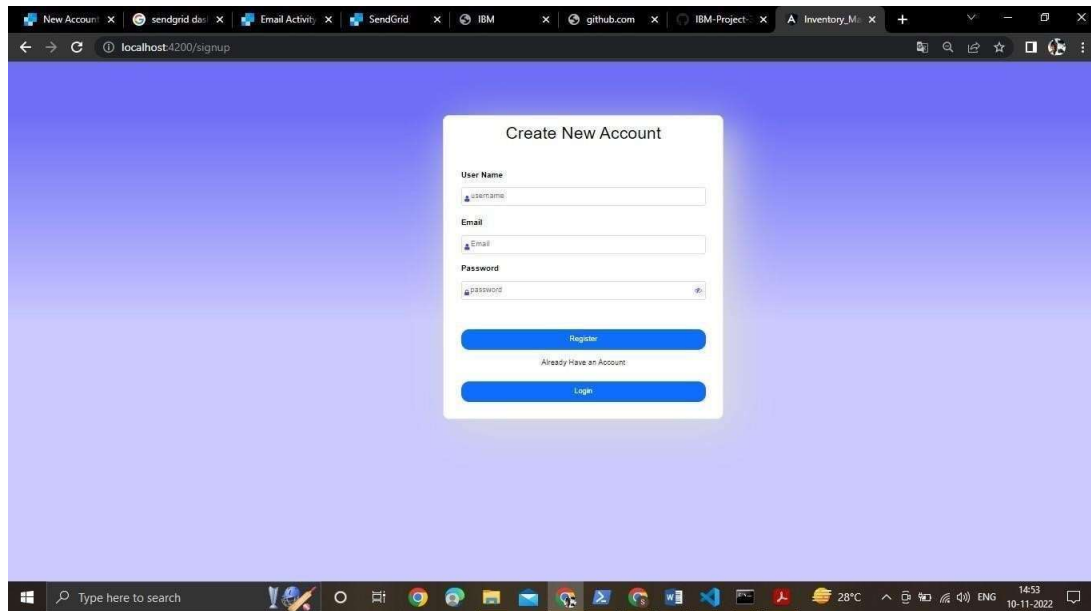 New Account
sendgrid das
Email Activity
SendGrid
IBM
github.com
IBM-Project-
Inventory_Ma
localhost:4200/signup
Create New Account
User Name
username
Email
Email
Password
password
Register
Already Have an Account
Login
Type here to search
28°C
ENG
14:53
10-11-2022